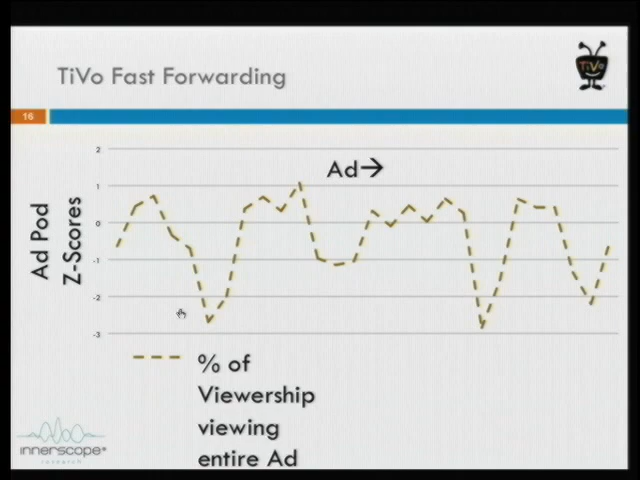 TiVo Fast Forwarding
TiVo
16
2
Ad→
1
0
-1
-2
-3
Ad Pod
Z-Scores
% of
Viewership
viewing
entire Ad
innerscope
research